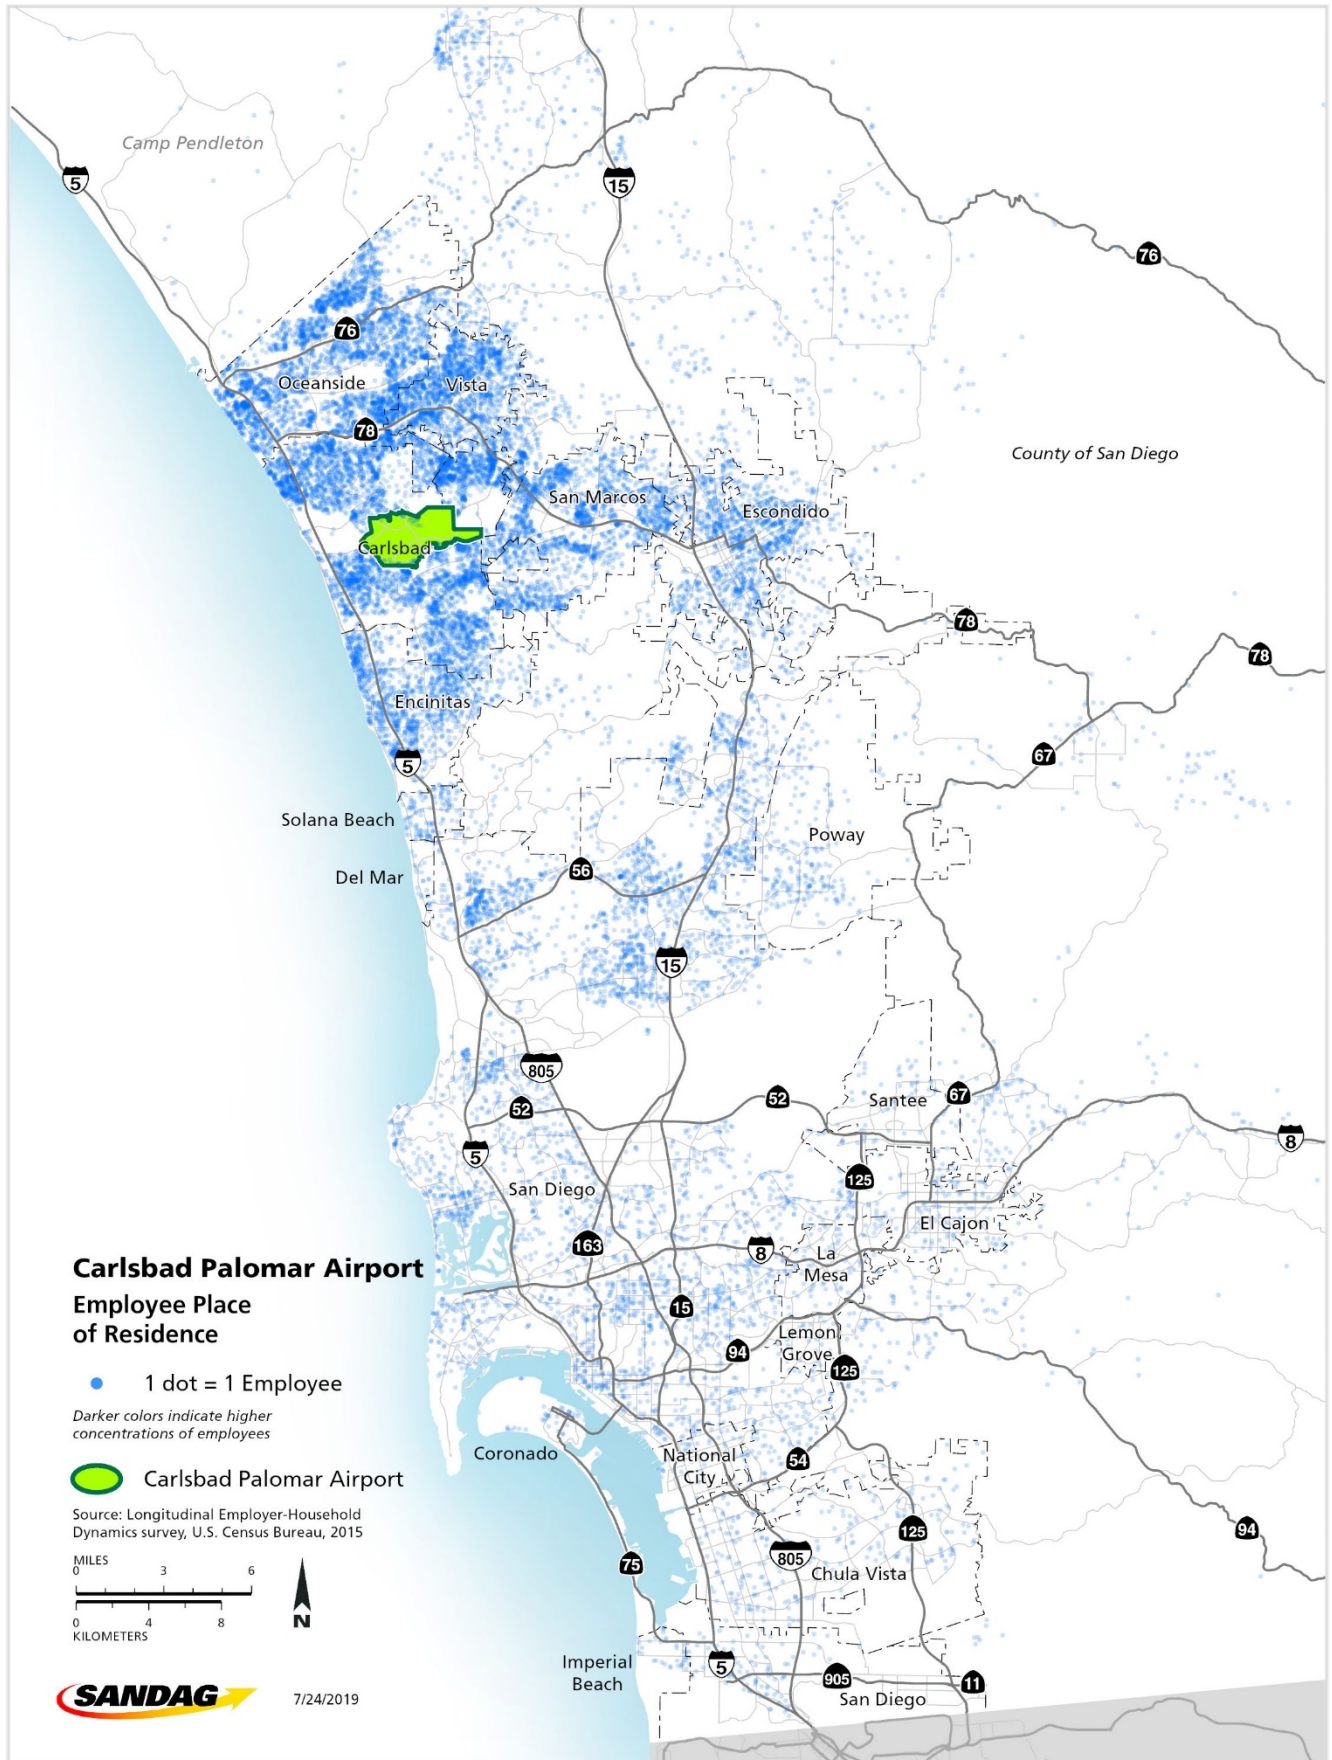 Camp Pendleton
5
15
76
76
Oceanside
Vista
78
County of San Diego
San Marcos
Escondido
Carlsbad
78
78
Encinitas
67
5
Solana Beach
Poway
56
Del Mar
15
805
52
52
Santee
67
5
8
125
San Diego
El Cajon
163
8
La
Mesa
15
Lemon
Grove
94
125
Coronado
National
City
54
125
94
75
805
Chula Vista
Imperial
Beach
5
905
11
San Diego
Carlsbad Palomar Airport
Employee Place
of Residence
1 dot = 1 Employee
Darker colors indicate higher
concentrations of employees
Carlsbad Palomar Airport
Source: Longitudinal Employer-Household
Dynamics survey, U.S. Census Bureau, 2015
MILES
0 3 6
0 4 8
KILOMETERS
N
SANDAG
7/24/2019